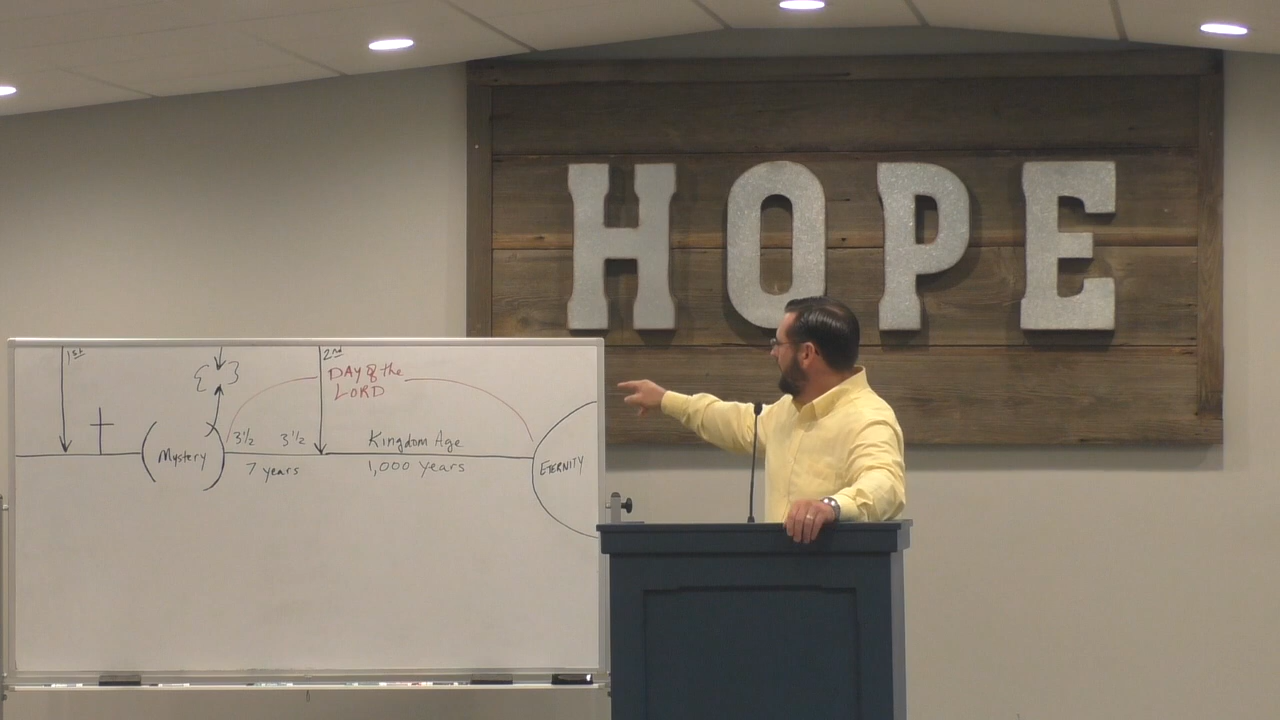 HOPE
1st
2nd
DAY of the
LORD
Mystery
3½ 3½
7 years
Kingdom Age
1,000 years
ETERNITY